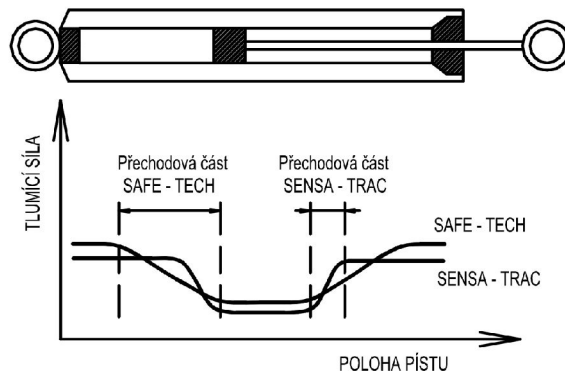 TLUMÍCÍ SÍLA
Přechodová část
SAFE - TECH
Přechodová část
SENSA - TRAC
SAFE - TECH
SENSA - TRAC
POLOHA PÍSTU